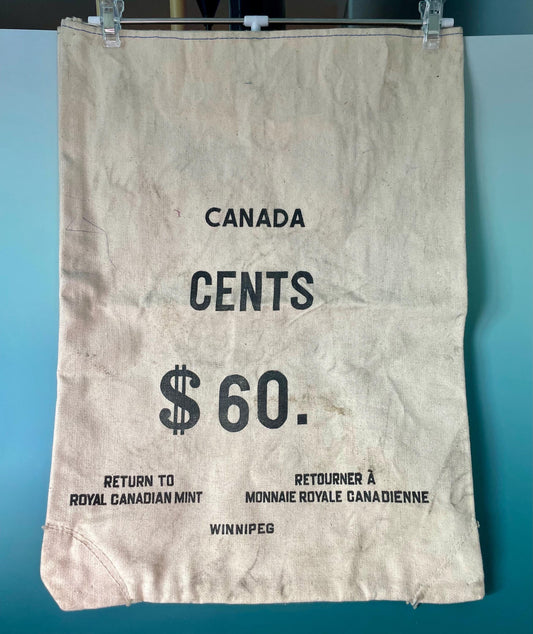 CANADA
CENTS
$ 60.
RETURN TO
ROYAL CANADIAN MINT
RETOURNER À
MONNAIE ROYALE CANADIENNE
WINNIPEG